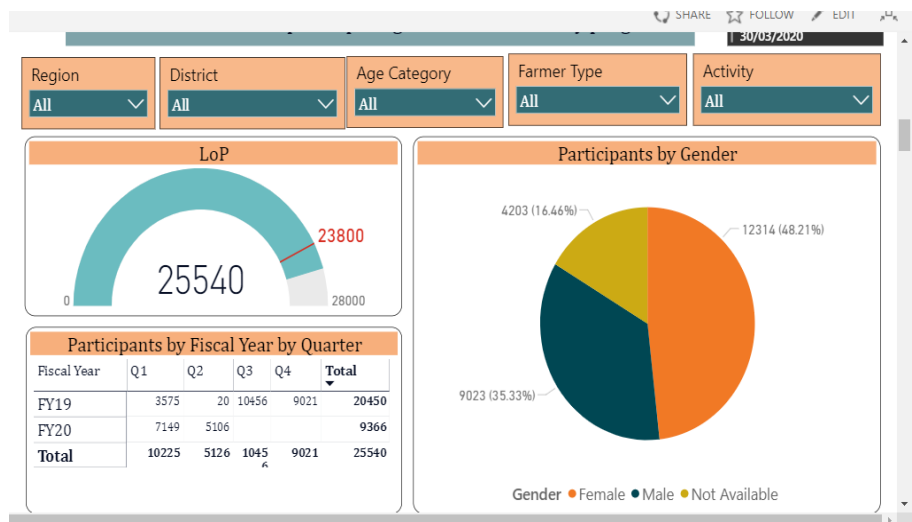 SHARE FOLLOW EDIT
30/03/2020
Region District Age Category Farmer Type Activity
All All All All All
LoP
23800
25540
0 28000
Participants by Gender
4203 (16.46%)
12314 (48.21%)
9023 (35.33%)
Gender Female Male Not Available
Participants by Fiscal Year by Quarter
Fiscal Year Q1 Q2 Q3 Q4 Total
FY19 3575 20 10456 9021 20450
FY20 7149 5106 9366
Total 10225 5126 1045 9021 25540
6